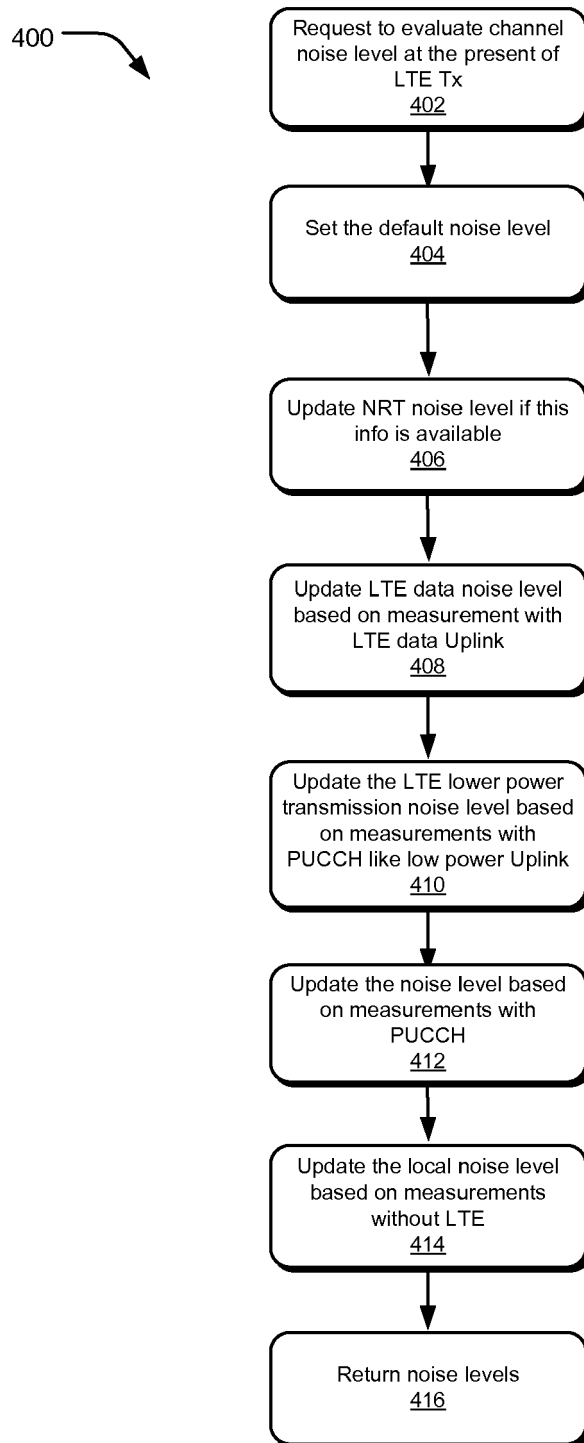 400
Request to evaluate channel
noise level at the present of
LTE Tx
402
Set the default noise level
404
Update NRT noise level if this
info is available
406
Update LTE data noise level
based on measurement with
LTE data Uplink
408
Update the LTE lower power
transmission noise level based
on measurements with
PUCCH like low power Uplink
410
Update the noise level based
on measurements with
PUCCH
412
Update the local noise level
based on measurements
without LTE
414
Return noise levels
416